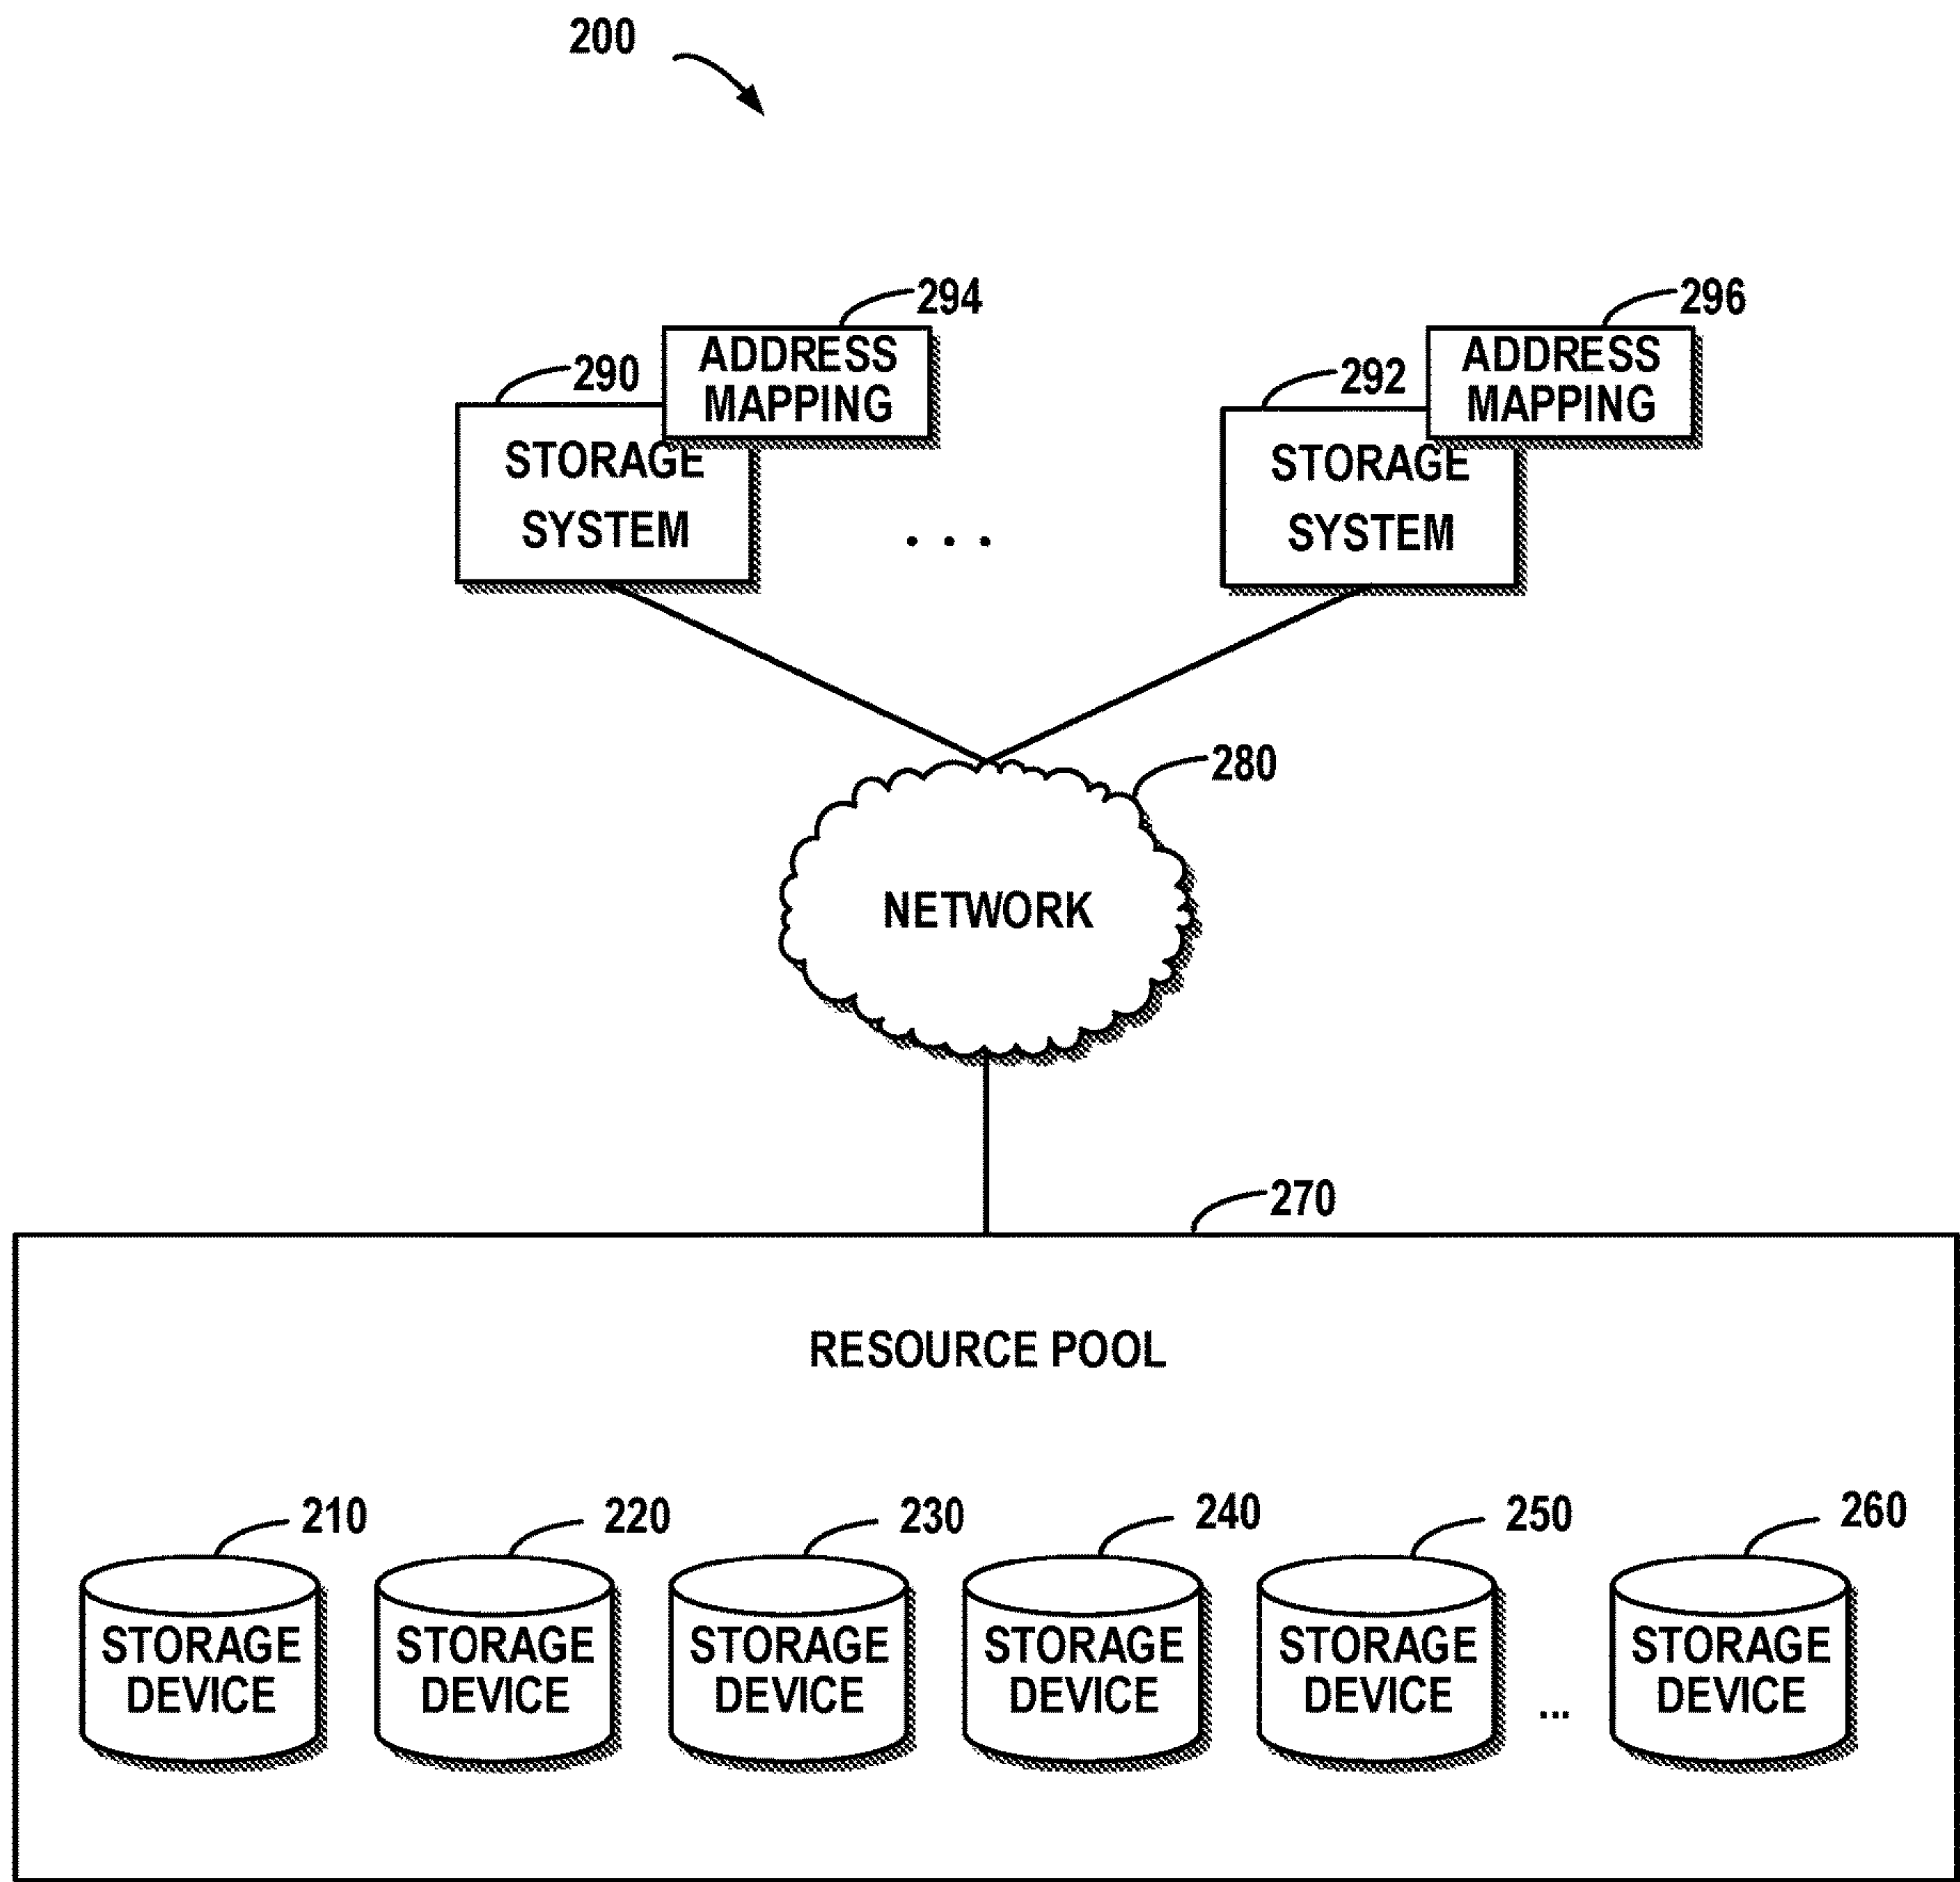 200
294
296
ADDRESS
MAPPING
ADDRESS
MAPPING
290
292
STORAGE
SYSTEM
. . .
STORAGE
SYSTEM
280
NETWORK
270
RESOURCE POOL
210
220
230
240
250
260
STORAGE
DEVICE
STORAGE
DEVICE
STORAGE
DEVICE
STORAGE
DEVICE
STORAGE
DEVICE
...
STORAGE
DEVICE